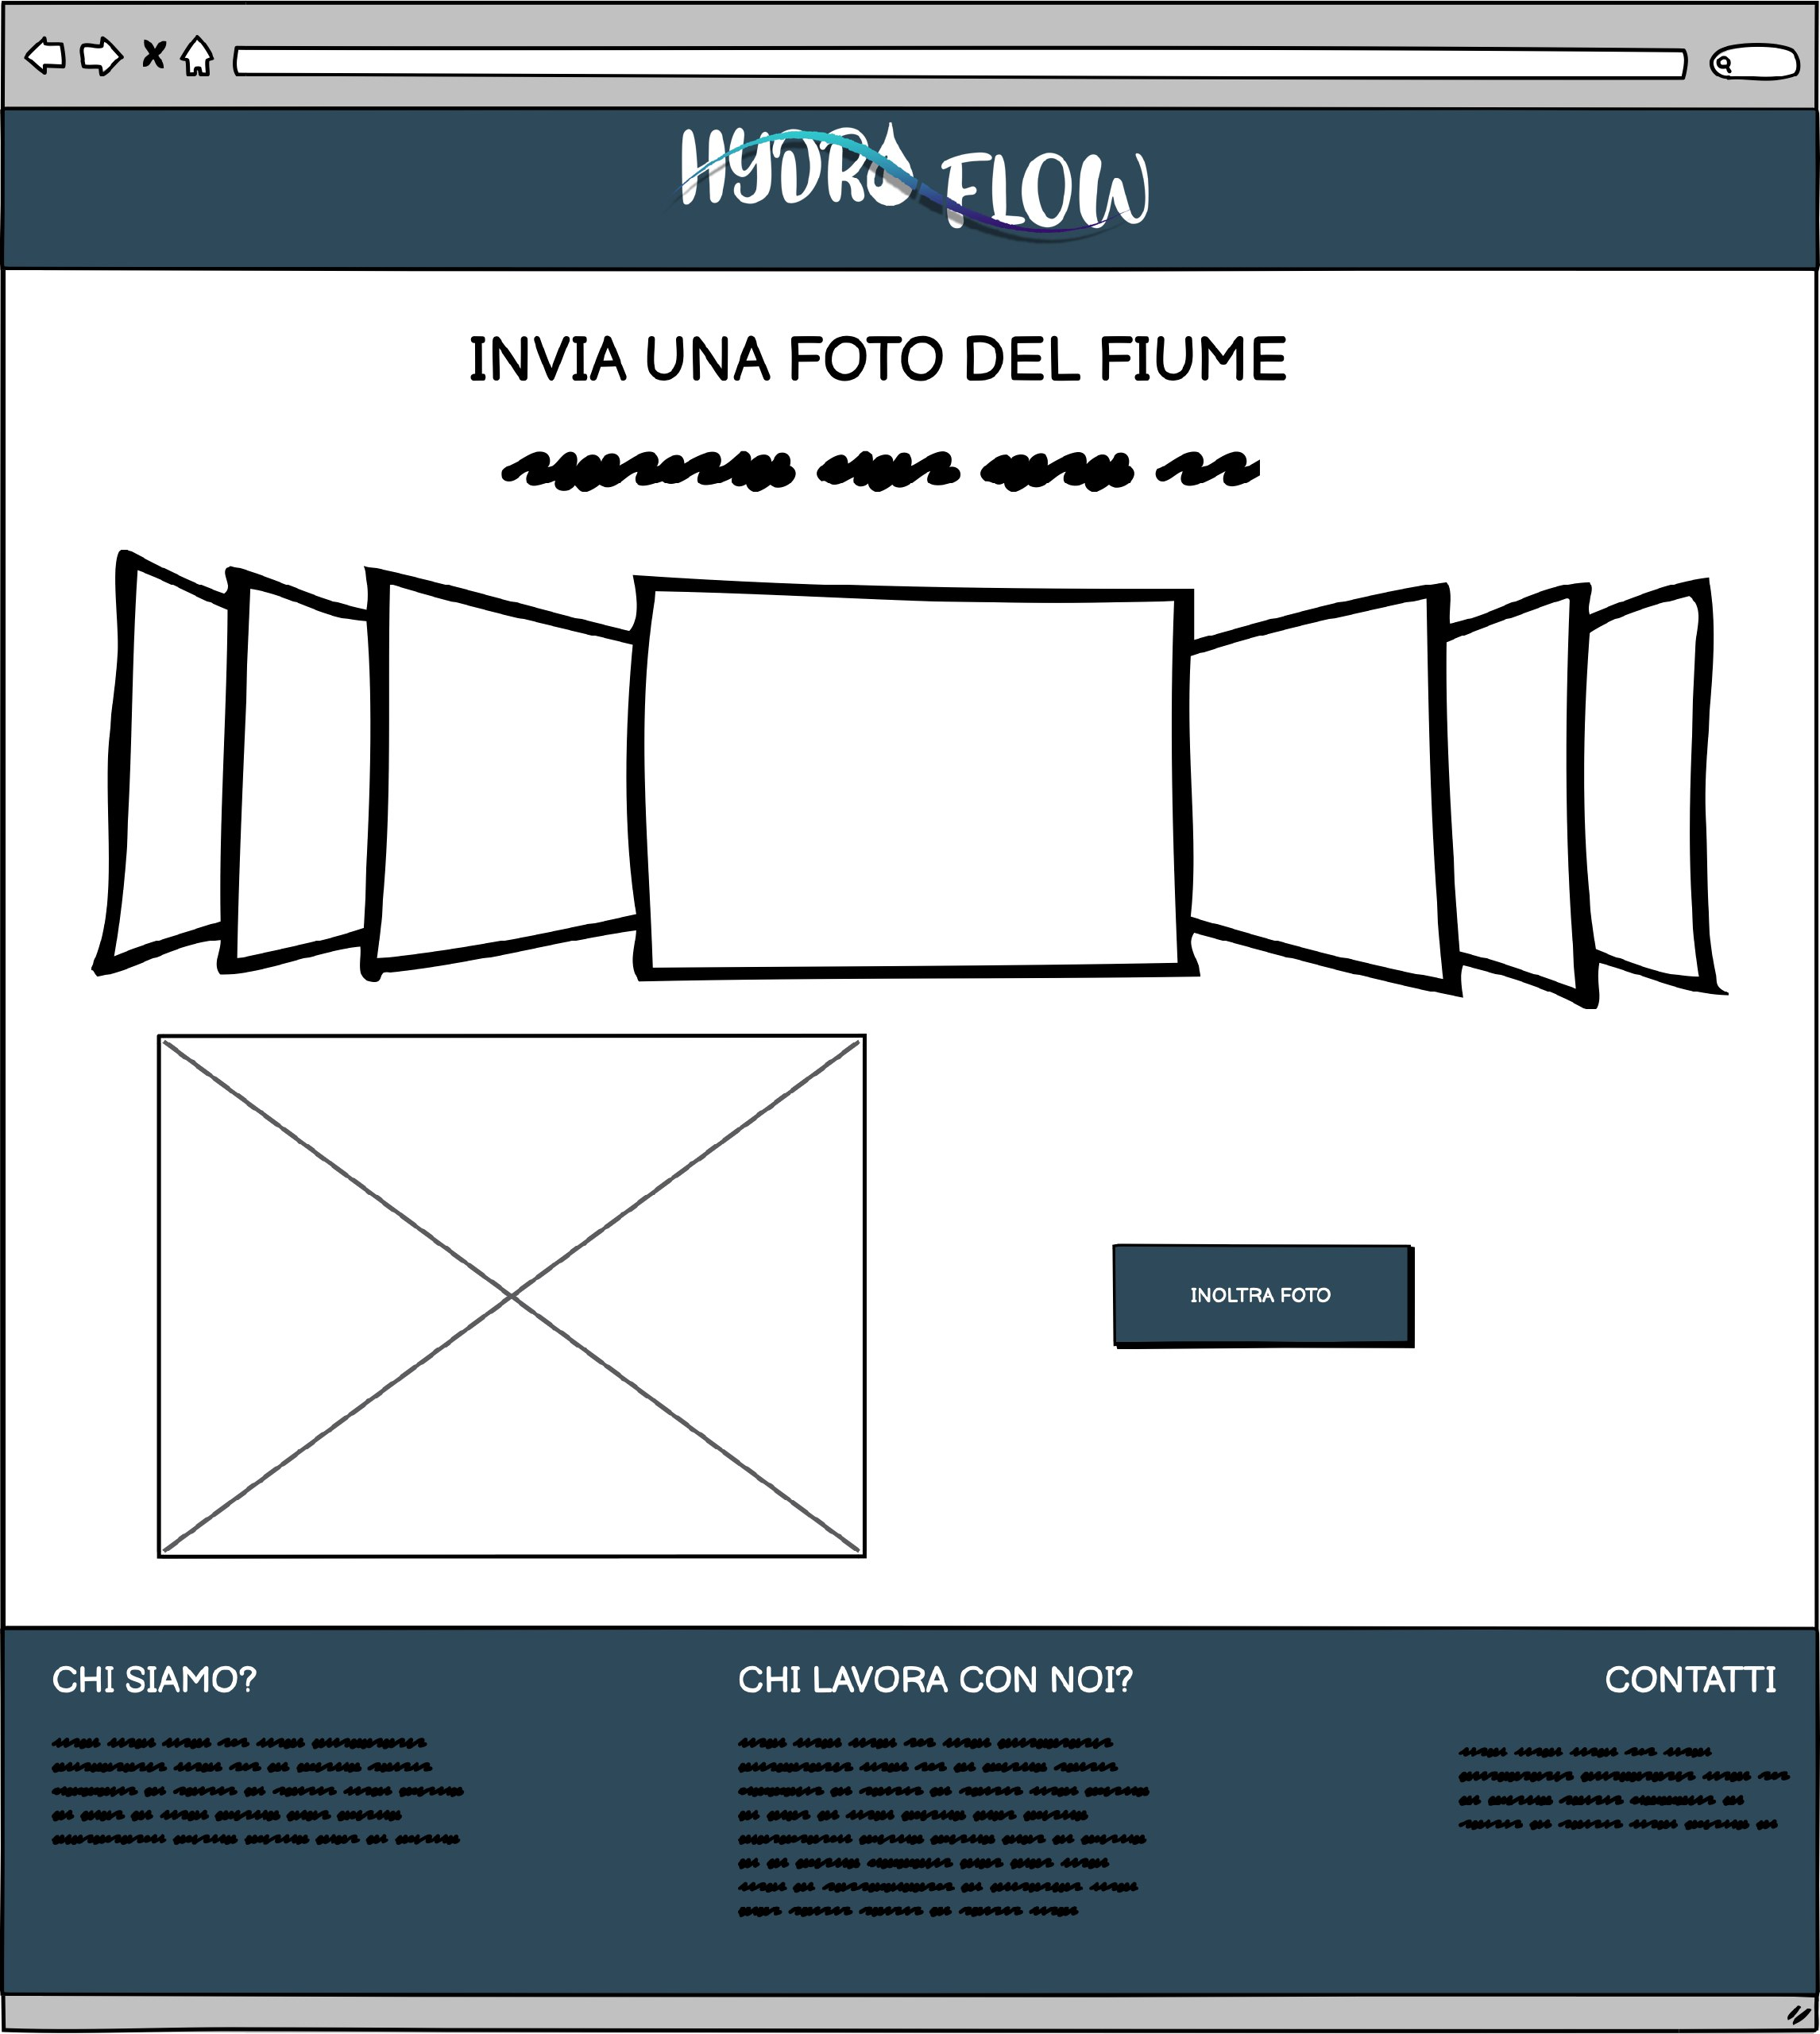 HYDRO FLOW
INVIA UNA FOTO DEL FIUME
INOLTRA FOTO
CHI SIAMO?
CHI LAVORA CON NOI?
CONTATTI